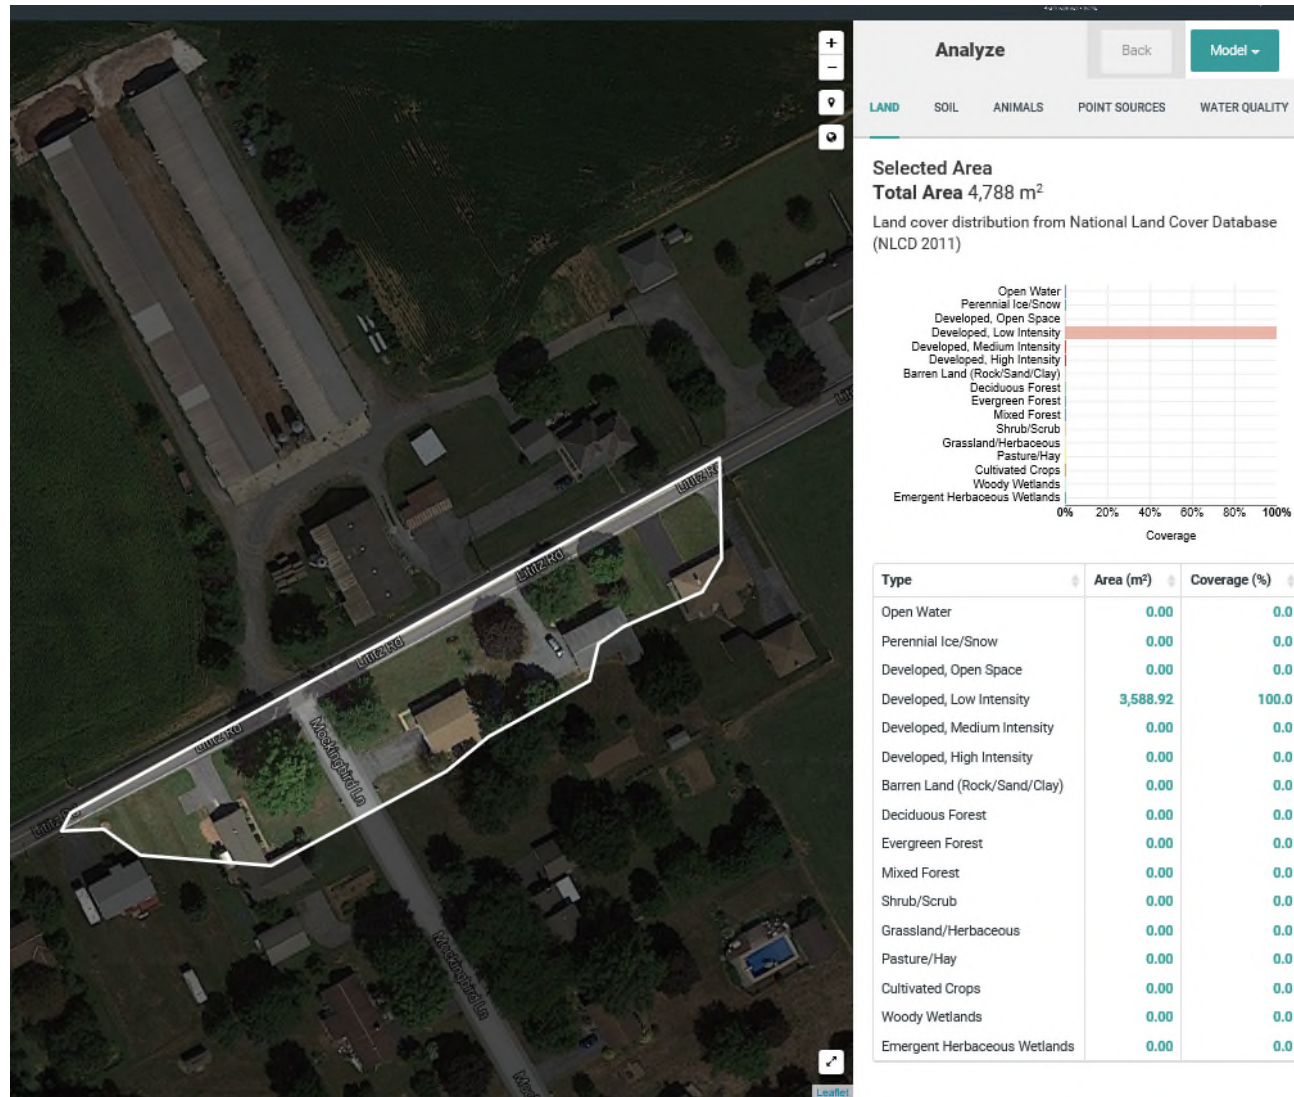 Analyze
Back
Model
LAND SOIL ANIMALS POINT SOURCES WATER QUALITY
Selected Area
Total Area 4,788 m²
Land cover distribution from National Land Cover Database
(NLCD 2011)
Open Water
Perennial Ice/Snow
Developed, Open Space
Developed, Low Intensity
Developed, Medium Intensity
Developed, High Intensity
Barren Land (Rock/Sand/Clay)
Deciduous Forest
Evergreen Forest
Mixed Forest
Shrub/Scrub
Grassland/Herbaceous
Pasture/Hay
Cultivated Crops
Woody Wetlands
Emergent Herbaceous Wetlands
0% 20% 40% 60% 80% 100%
Coverage
Type Area (m²) Coverage (%)
Open Water 0.00 0.0
Perennial Ice/Snow 0.00 0.0
Developed, Open Space 0.00 0.0
Developed, Low Intensity 3,588.92 100.0
Developed, Medium Intensity 0.00 0.0
Developed, High Intensity 0.00 0.0
Barren Land (Rock/Sand/Clay) 0.00 0.0
Deciduous Forest 0.00 0.0
Evergreen Forest 0.00 0.0
Mixed Forest 0.00 0.0
Shrub/Scrub 0.00 0.0
Grassland/Herbaceous 0.00 0.0
Pasture/Hay 0.00 0.0
Cultivated Crops 0.00 0.0
Woody Wetlands 0.00 0.0
Emergent Herbaceous Wetlands 0.00 0.0
+
−
Lititz Rd
Lititz Rd
Lititz Rd
Lititz Rd
Lititz Rd
Mockingbird Ln
Mockingbird Ln
Leaflet